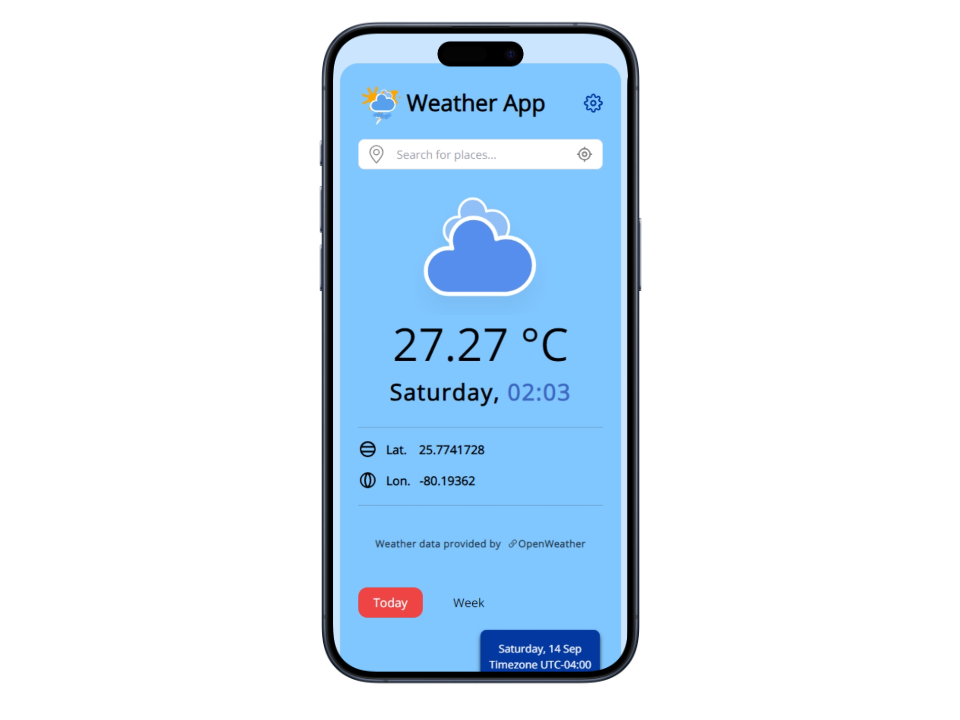 Weather App
Search for places...
27.27 °C
Saturday, 02:03
Lat. 25.7741728
Lon. -80.19362
Weather data provided by OpenWeather
Today Week
Saturday, 14 Sep
Timezone UTC-04:00